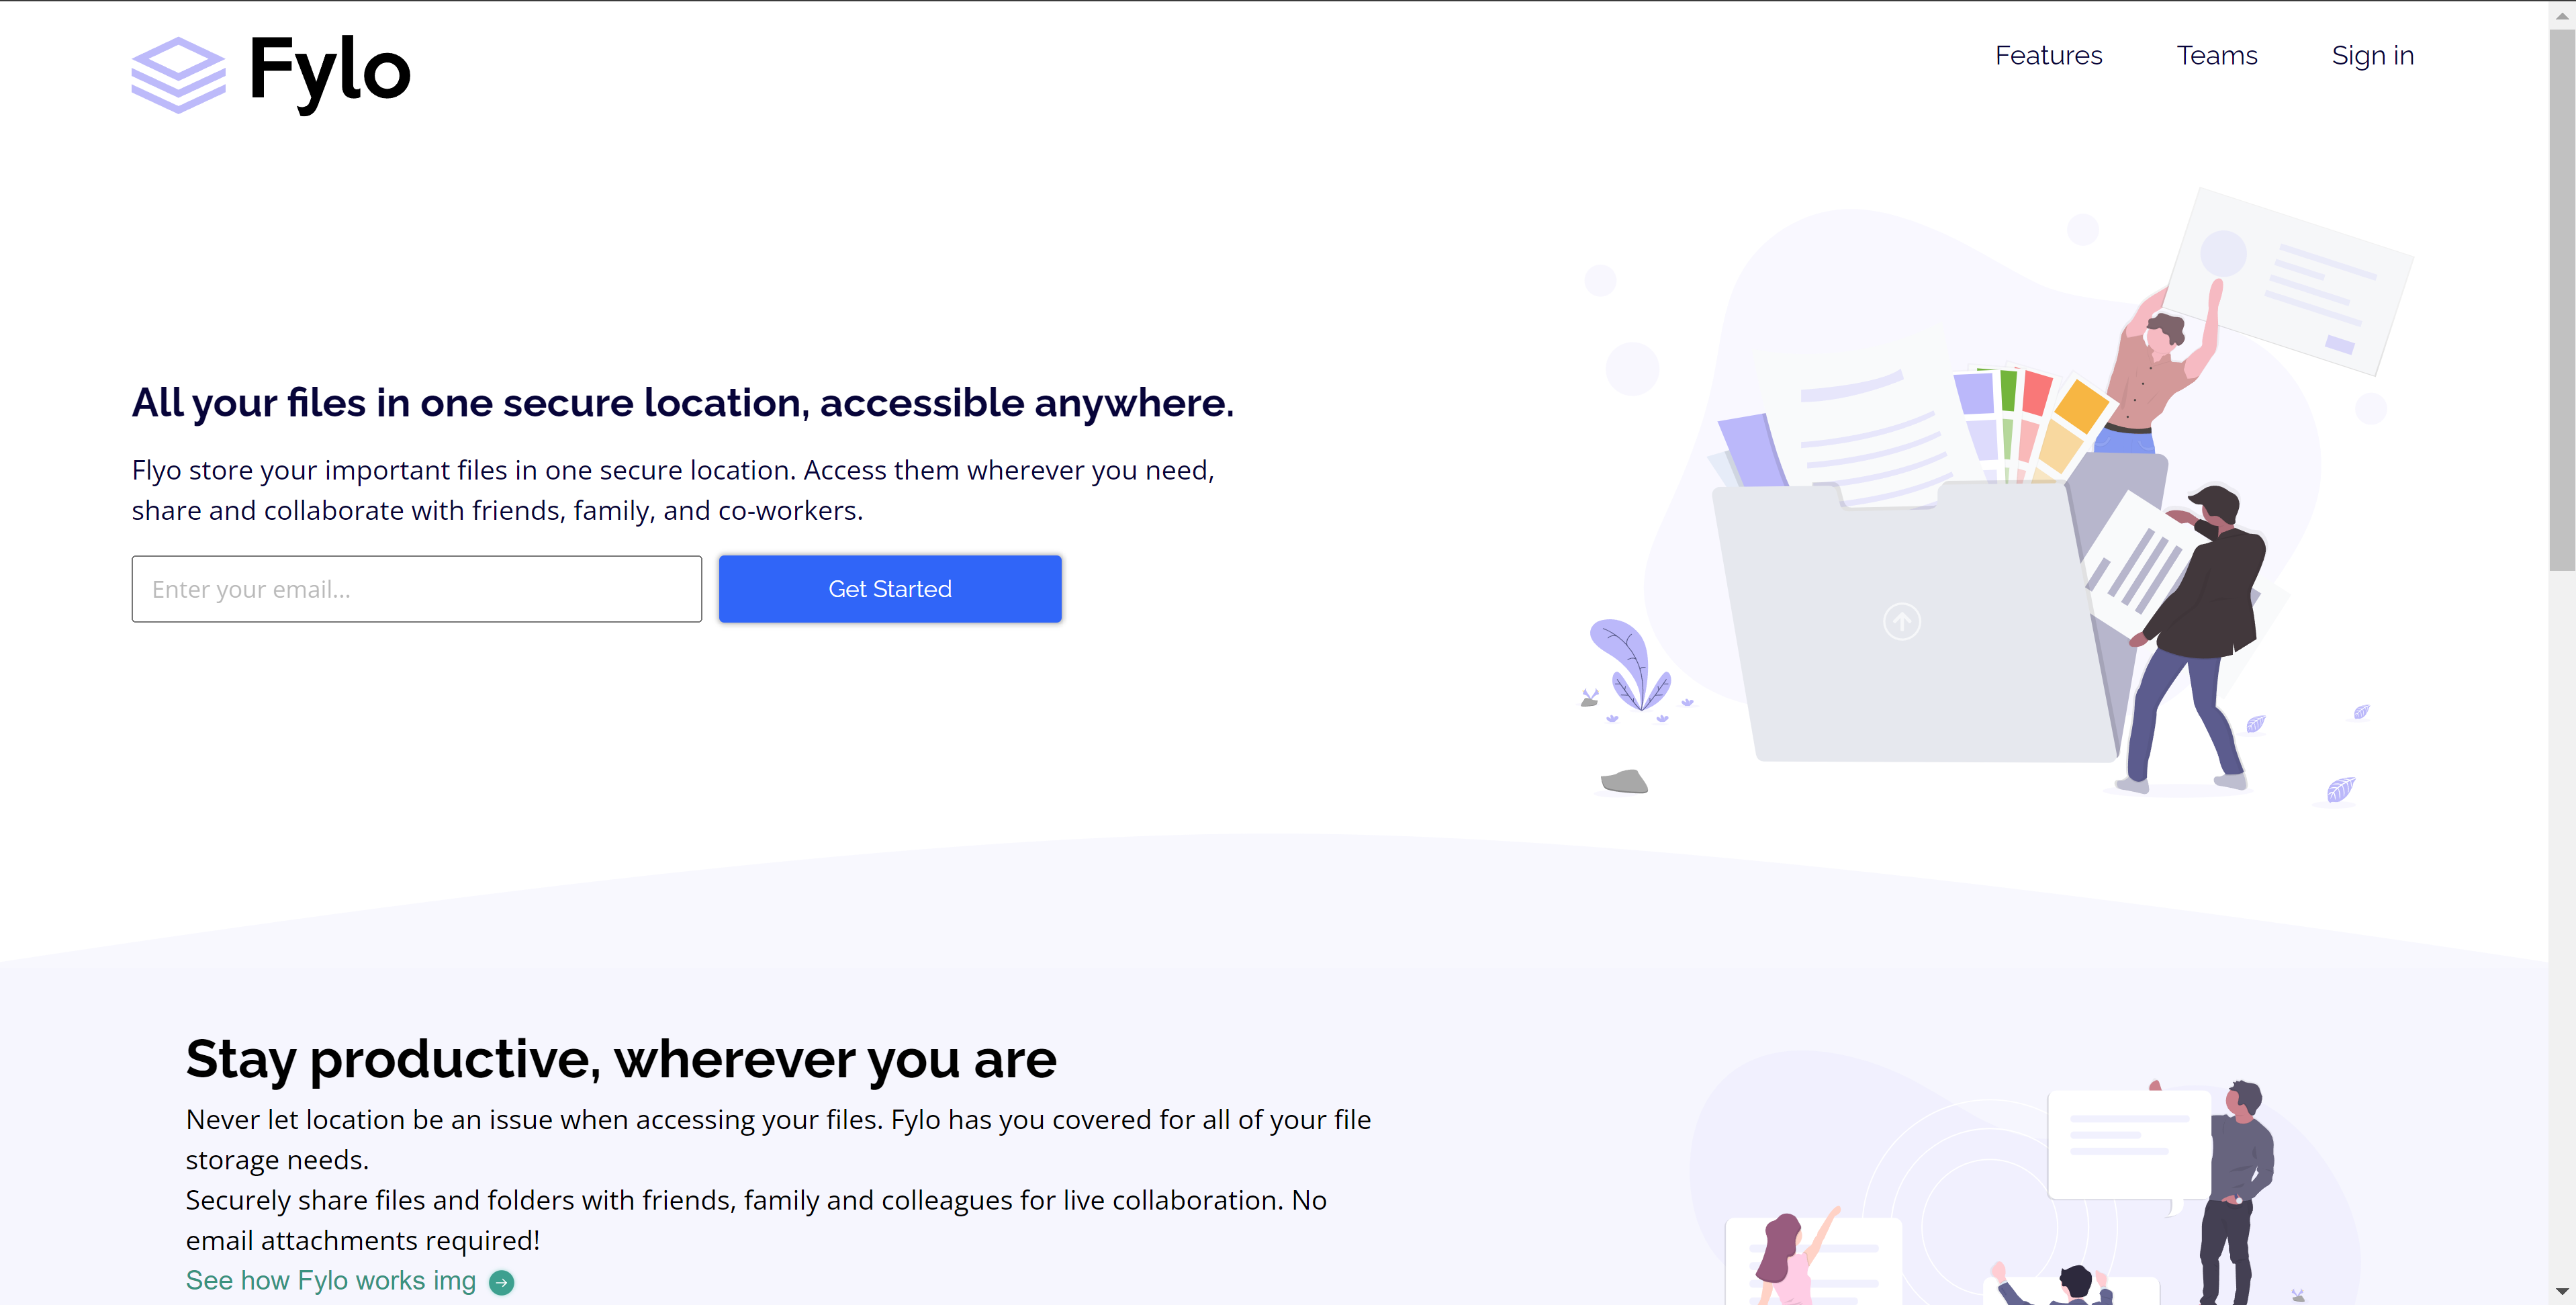 Fylo
Features
Teams
Sign in
All your files in one secure location, accessible anywhere.
Flyo store your important files in one secure location. Access them wherever you need,
share and collaborate with friends, family, and co-workers.
Enter your email...
Get Started
Stay productive, wherever you are
Never let location be an issue when accessing your files. Fylo has you covered for all of your file
storage needs.
Securely share files and folders with friends, family and colleagues for live collaboration. No
email attachments required!
See how Fylo works img